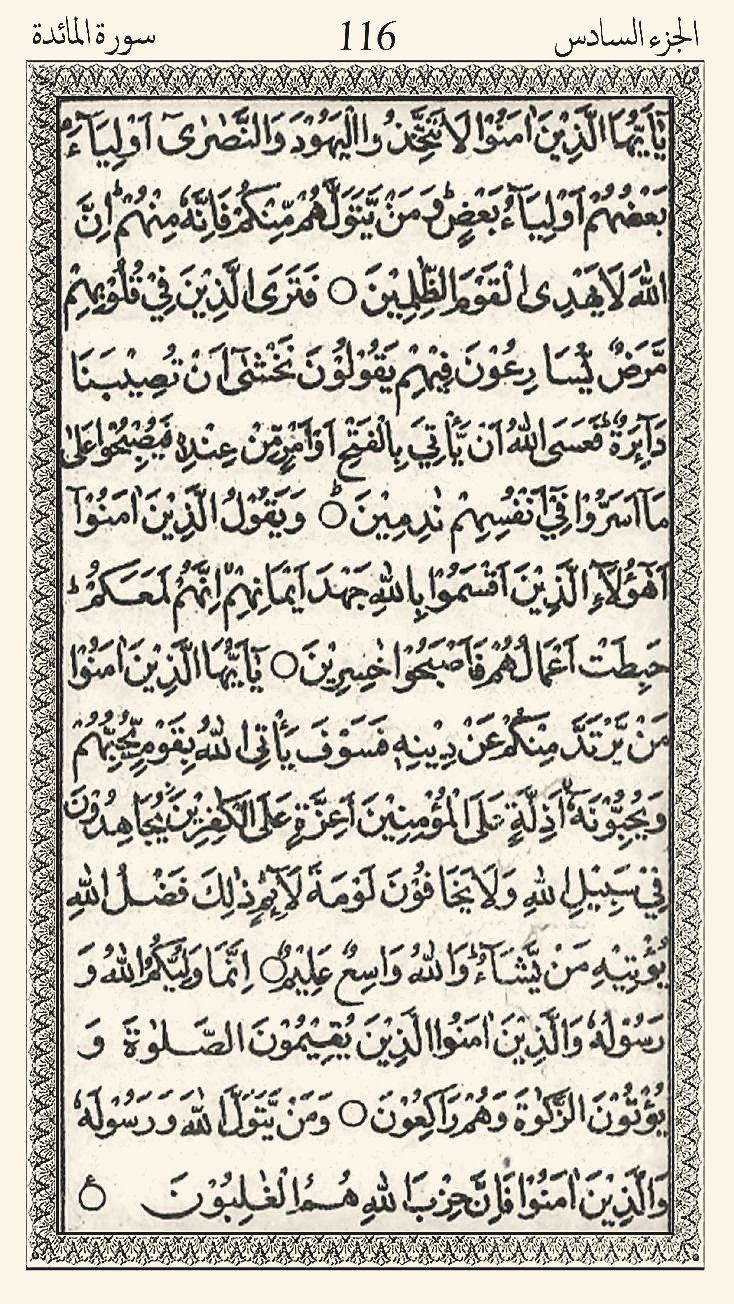 الجزء السادس 116 سورة المائدة
يٰۤاَيُّهَا الَّذِيْنَ اٰمَنُوْا لَا تَتَّخِذُوا الْيَهُوْدَ وَالنَّصٰرٰۤى اَوْلِيَآءَ ۘ
بَعْضُهُمْ اَوْلِيَآءُ بَعْضٍ ؕ وَمَنْ يَّتَوَلَّهُمْ مِّنْكُمْ فَاِنَّهٗ مِنْهُمْ ؕ اِنَّ
اللّٰهَ لَا يَهْدِى الْقَوْمَ الظّٰلِمِيْنَ ○ فَتَرَى الَّذِيْنَ فِيْ قُلُوْبِهِمْ
مَّرَضٌ يُّسَارِعُوْنَ فِيْهِمْ يَقُوْلُوْنَ نَخْشٰۤى اَنْ تُصِيْبَنَا
دَآئِرَةٌ ؕ فَعَسَى اللّٰهُ اَنْ يَّاْتِيَ بِالْفَتْحِ اَوْ اَمْرٍ مِّنْ عِنْدِهٖ فَيُصْبِحُوْا عَلٰى
مَاۤ اَسَرُّوْا فِيْۤ اَنْفُسِهِمْ نٰدِمِيْنَ ○ؕ وَيَقُوْلُ الَّذِيْنَ اٰمَنُوْۤا
اَهٰۤؤُلَآءِ الَّذِيْنَ اَقْسَمُوْا بِاللّٰهِ جَهْدَ اَيْمَانِهِمْ ۙ اِنَّهُمْ لَمَعَكُمْ ؕ
حَبِطَتْ اَعْمَالُهُمْ فَاَصْبَحُوْا خٰسِرِيْنَ ○ يٰۤاَيُّهَا الَّذِيْنَ اٰمَنُوْا
مَنْ يَّرْتَدَّ مِنْكُمْ عَنْ دِيْنِهٖ فَسَوْفَ يَاْتِى اللّٰهُ بِقَوْمٍ يُّحِبُّهُمْ
وَيُحِبُّوْنَهٗۤ ۙ اَذِلَّةٍ عَلَى الْمُؤْمِنِيْنَ اَعِزَّةٍ عَلَى الْكٰفِرِيْنَ ۫ يُجَاهِدُوْنَ
فِيْ سَبِيْلِ اللّٰهِ وَلَا يَخَافُوْنَ لَوْمَةَ لَآئِمٍ ؕ ذٰلِكَ فَضْلُ اللّٰهِ
يُؤْتِيْهِ مَنْ يَّشَآءُ ؕ وَاللّٰهُ وَاسِعٌ عَلِيْمٌ ○ اِنَّمَا وَلِيُّكُمُ اللّٰهُ وَ
رَسُوْلُهٗ وَالَّذِيْنَ اٰمَنُوا الَّذِيْنَ يُقِيْمُوْنَ الصَّلٰوةَ وَ
يُؤْتُوْنَ الزَّكٰوةَ وَهُمْ رٰكِعُوْنَ ○ وَمَنْ يَّتَوَلَّ اللّٰهَ وَرَسُوْلَهٗ
وَالَّذِيْنَ اٰمَنُوْا فَاِنَّ حِزْبَ اللّٰهِ هُمُ الْغٰلِبُوْنَ ○ع